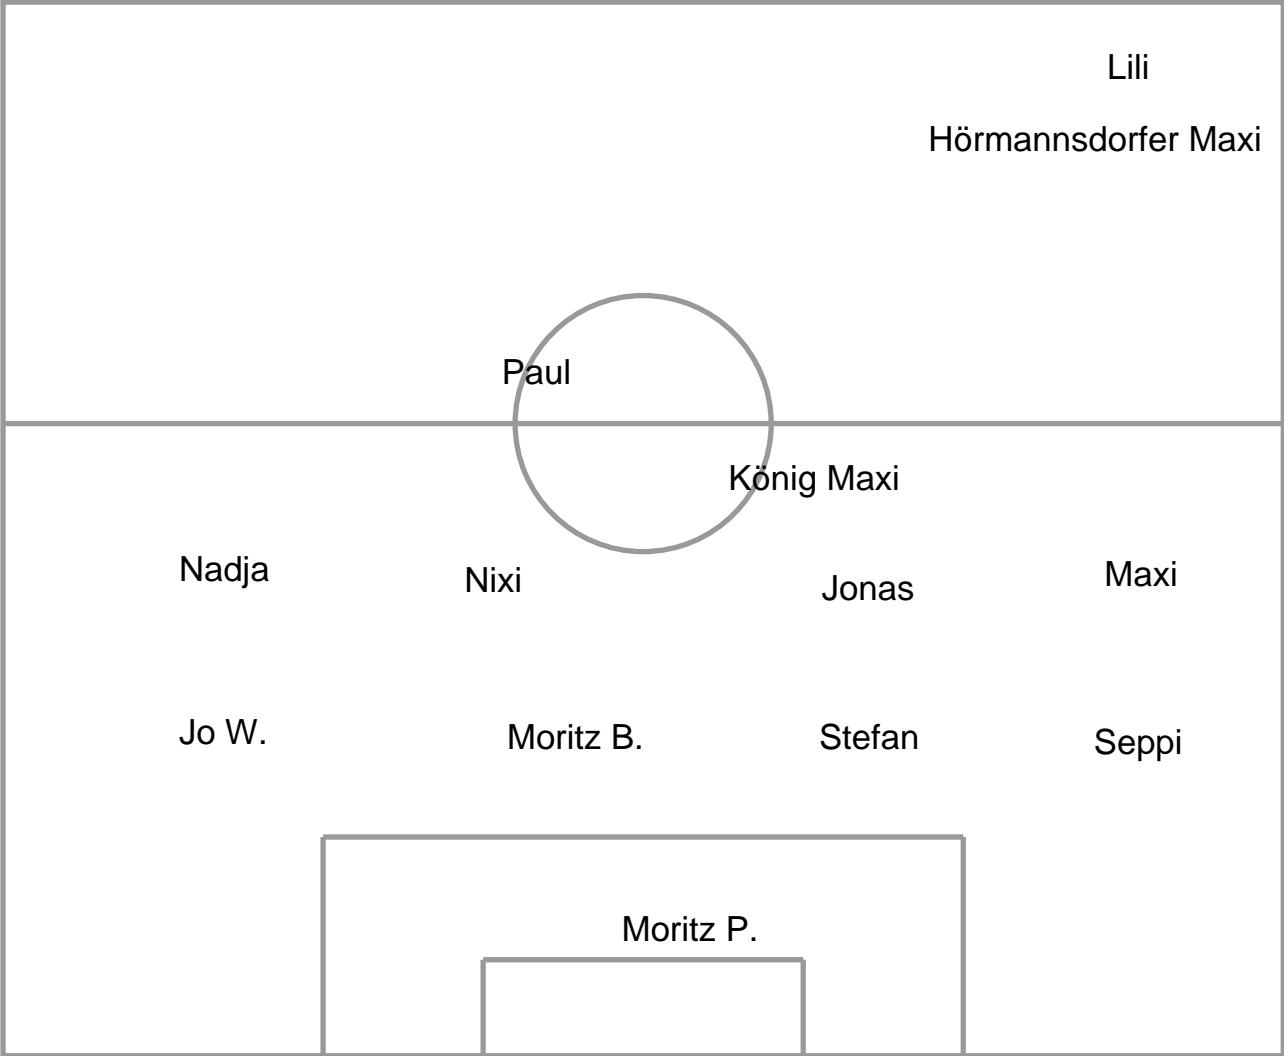 Lili
Hörmannsdorfer Maxi
Paul
König Maxi
Nadja
Nixi
Jonas
Maxi
Jo W.
Moritz B.
Stefan
Seppi
Moritz P.